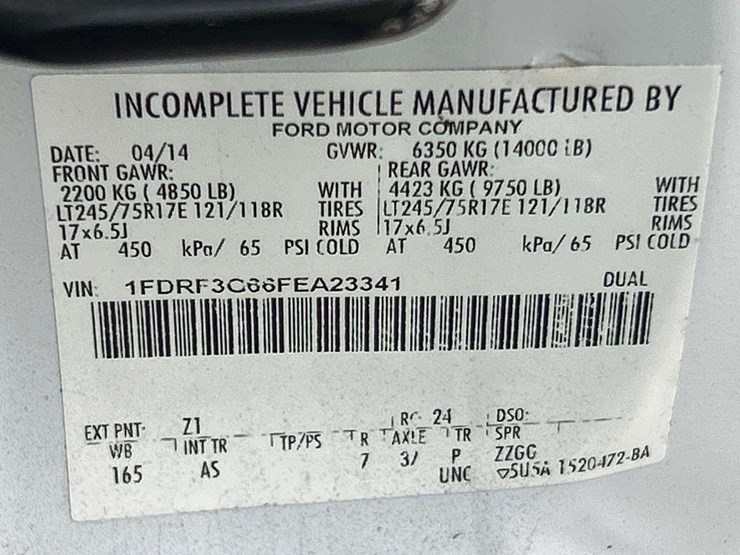 INCOMPLETE VEHICLE MANUFACTURED BY
FORD MOTOR COMPANY
DATE: 04/14 GVWR: 6350 KG (14000 LB)
FRONT GAWR: REAR GAWR:
2200 KG ( 4850 LB) WITH 4423 KG ( 9750 LB) WITH
LT245/75R17E 121/118R TIRES LT245/75R17E 121/118R TIRES
17x6.5J RIMS 17x6.5J RIMS
AT 450 kPa/ 65 PSI COLD AT 450 kPa/ 65 PSI COLD
VIN: 1FDRF3C66FEA23341 DUAL
EXT PNT: Z1 RC: 24 DSO:
WB INT TR TP/PS R AXLE TR SPR
165 AS 7 3/ P ZZGG
UNC 5U5A 1520472-BA